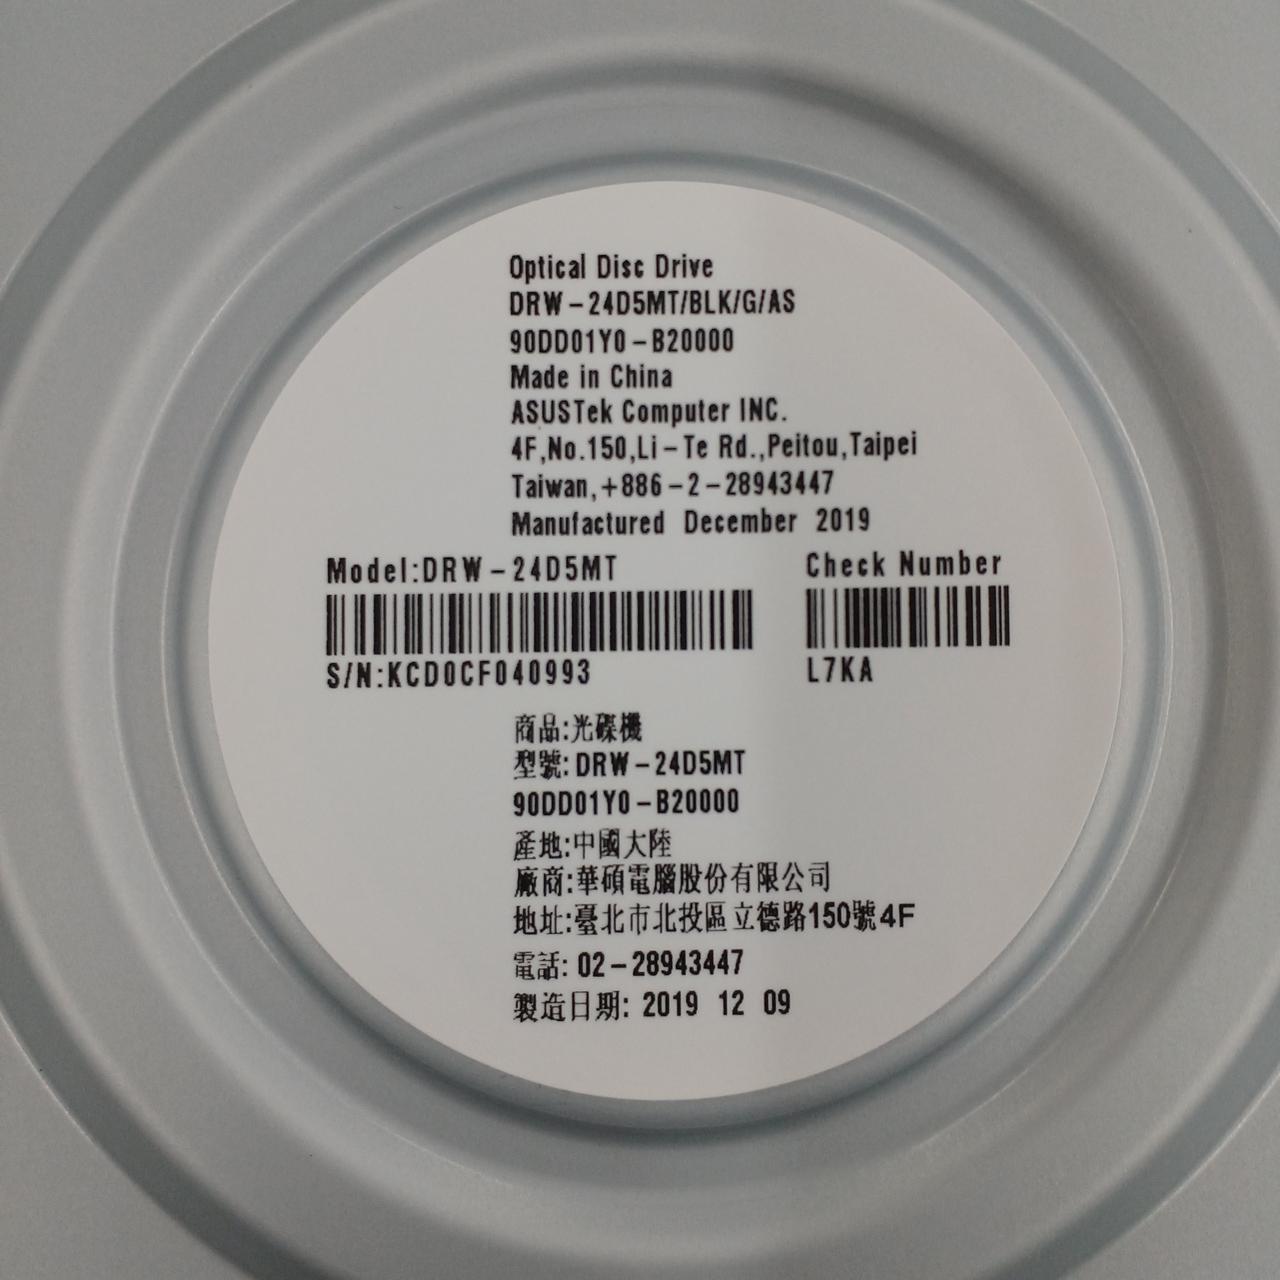 Optical Disc Drive
DRW-24D5MT/BLK/G/AS
90DD01Y0-B20000
Made in China
ASUSTek Computer INC.
4F,No.150,Li-Te Rd.,Peitou,Taipei
Taiwan,+886-2-28943447
Manufactured December 2019
Model:DRW-24D5MT
Check Number
S/N:KCD0CF040993
L7KA
商品:光碟機
型號:DRW-24D5MT
90DD01Y0-B20000
產地:中國大陸
廠商:華碩電腦股份有限公司
地址:臺北市北投區立德路150號4F
電話: 02-28943447
製造日期: 2019 12 09